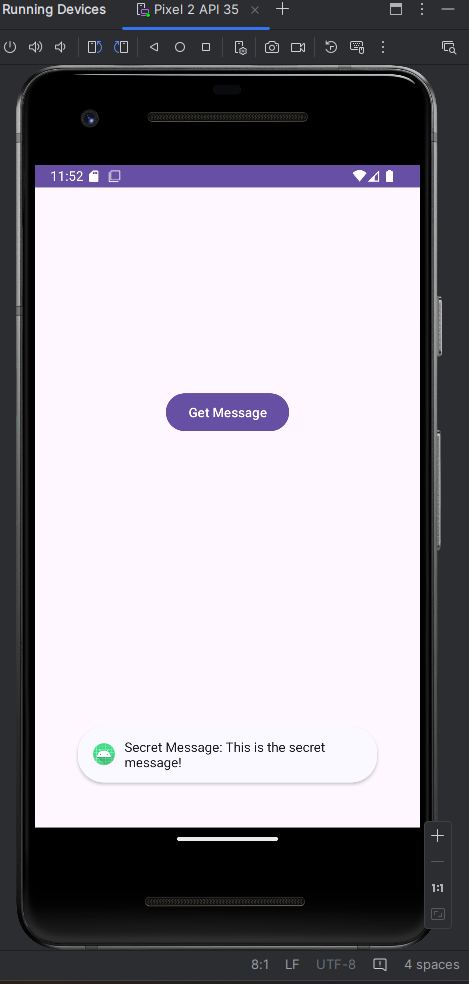 Running Devices
Pixel 2 API 35
11:52
Get Message
Secret Message: This is the secret
message!
1:1
8:1 LF UTF-8 4 spaces